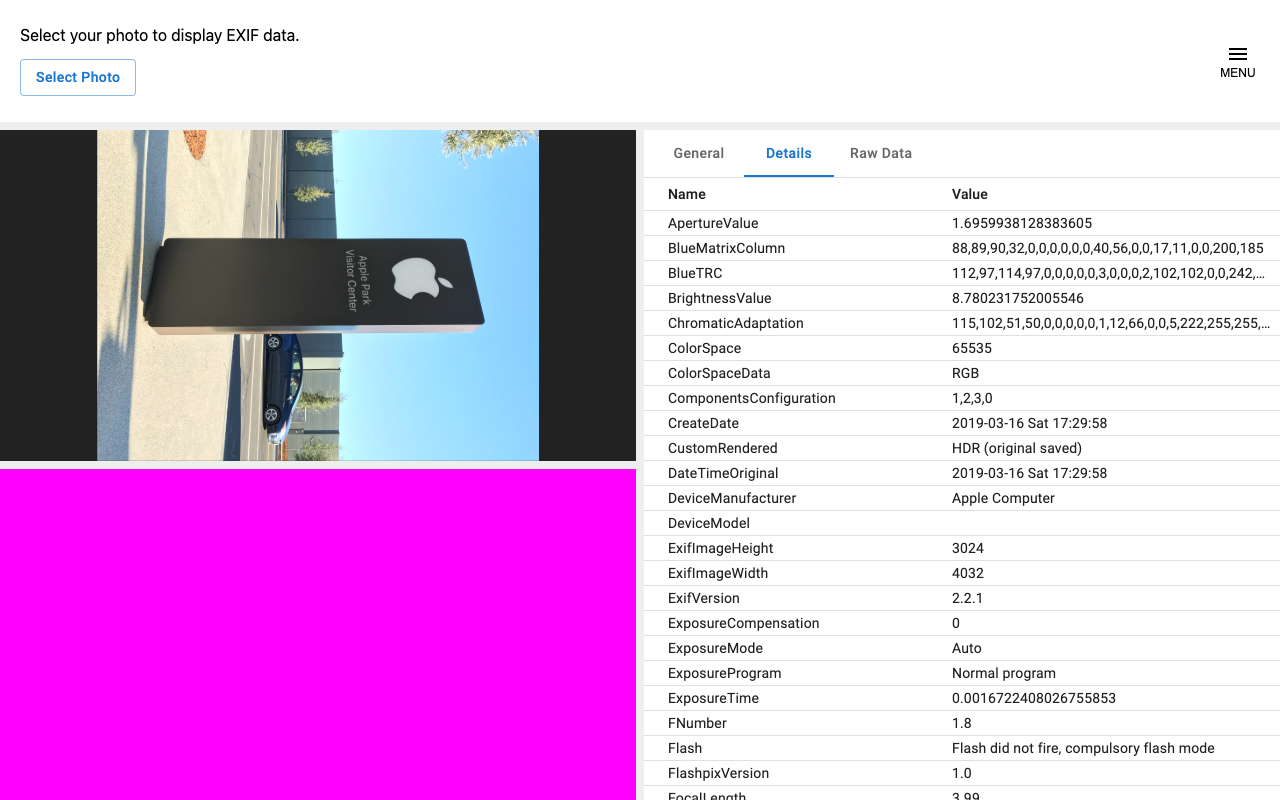 Select your photo to display EXIF data.
Select Photo
MENU
Apple Park
Visitor Center
General Details Raw Data
Name Value
ApertureValue 1.6959938128383605
BlueMatrixColumn 88,89,90,32,0,0,0,0,0,0,40,56,0,0,17,11,0,0,200,185
BlueTRC 112,97,114,97,0,0,0,0,0,3,0,0,0,2,102,102,0,0,242,...
BrightnessValue 8.780231752005546
ChromaticAdaptation 115,102,51,50,0,0,0,0,0,1,12,66,0,0,5,222,255,255,...
ColorSpace 65535
ColorSpaceData RGB
ComponentsConfiguration 1,2,3,0
CreateDate 2019-03-16 Sat 17:29:58
CustomRendered HDR (original saved)
DateTimeOriginal 2019-03-16 Sat 17:29:58
DeviceManufacturer Apple Computer
DeviceModel
ExifImageHeight 3024
ExifImageWidth 4032
ExifVersion 2.2.1
ExposureCompensation 0
ExposureMode Auto
ExposureProgram Normal program
ExposureTime 0.0016722408026755853
FNumber 1.8
Flash Flash did not fire, compulsory flash mode
FlashpixVersion 1.0
FocalLength 3.99